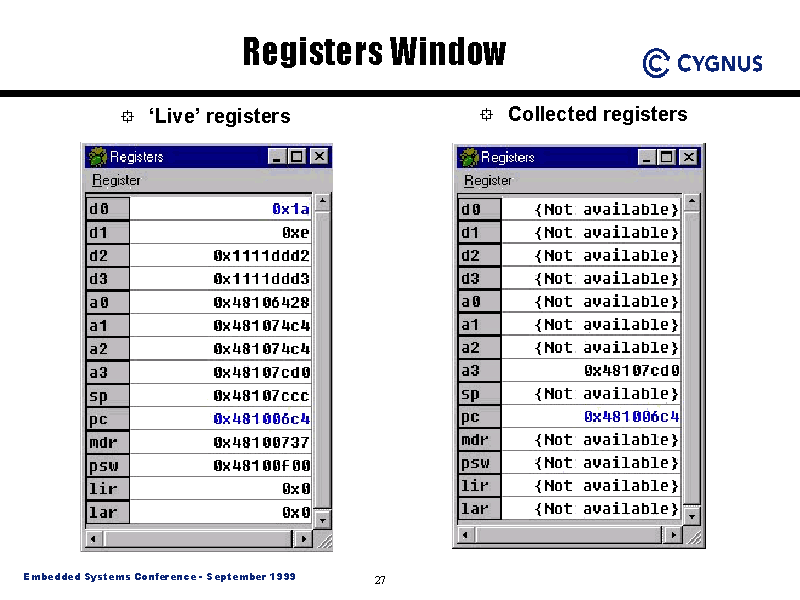 Registers Window
CYGNUS
‘Live’ registers
Registers
Register
d0 0x1a
d1 0xe
d2 0x1111ddd2
d3 0x1111ddd3
a0 0x48106428
a1 0x481074c4
a2 0x481074c4
a3 0x48107cd0
sp 0x48107ccc
pc 0x481006c4
mdr 0x48100737
psw 0x48100f00
lir 0x0
lar 0x0
Collected registers
Registers
Register
d0 {Not available}
d1 {Not available}
d2 {Not available}
d3 {Not available}
a0 {Not available}
a1 {Not available}
a2 {Not available}
a3 0x48107cd0
sp {Not available}
pc 0x481006c4
mdr {Not available}
psw {Not available}
lir {Not available}
lar {Not available}
Embedded Systems Conference - September 1999
27